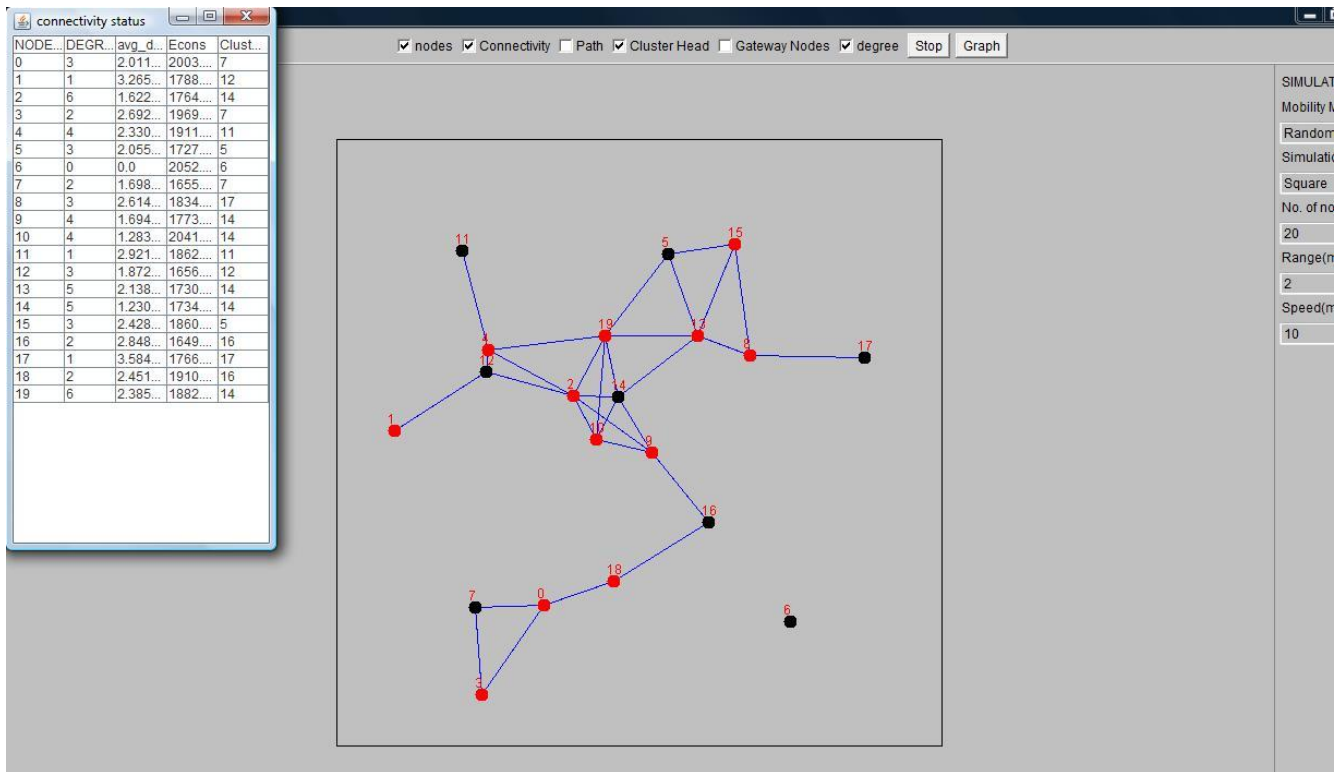 connectivity status
NODE... DEGR... avg_d... Econs Clust...
0 3 2.011... 2003.... 7
1 1 3.265... 1788.... 12
2 6 1.622... 1764.... 14
3 2 2.692... 1969.... 7
4 4 2.330... 1911.... 11
5 3 2.055... 1727.... 5
6 0 0.0 2052.... 6
7 2 1.698... 1655.... 7
8 3 2.614... 1834.... 17
9 4 1.694... 1773.... 14
10 4 1.283... 2041.... 14
11 1 2.921... 1862.... 11
12 3 1.872... 1656.... 12
13 5 2.138... 1730.... 14
14 5 1.230... 1734.... 14
15 3 2.428... 1860.... 5
16 2 2.848... 1649.... 16
17 1 3.584... 1766.... 17
18 2 2.451... 1910.... 16
19 6 2.385... 1882.... 14
nodes Connectivity Path Cluster Head Gateway Nodes degree Stop Graph
15
11
5
19
13
4
8
17
12
2
14
1
10
9
16
18
7
0
6
3
SIMULAT
Mobility M
Random
Simulatio
Square
No. of no
20
Range(m
2
Speed(m
10